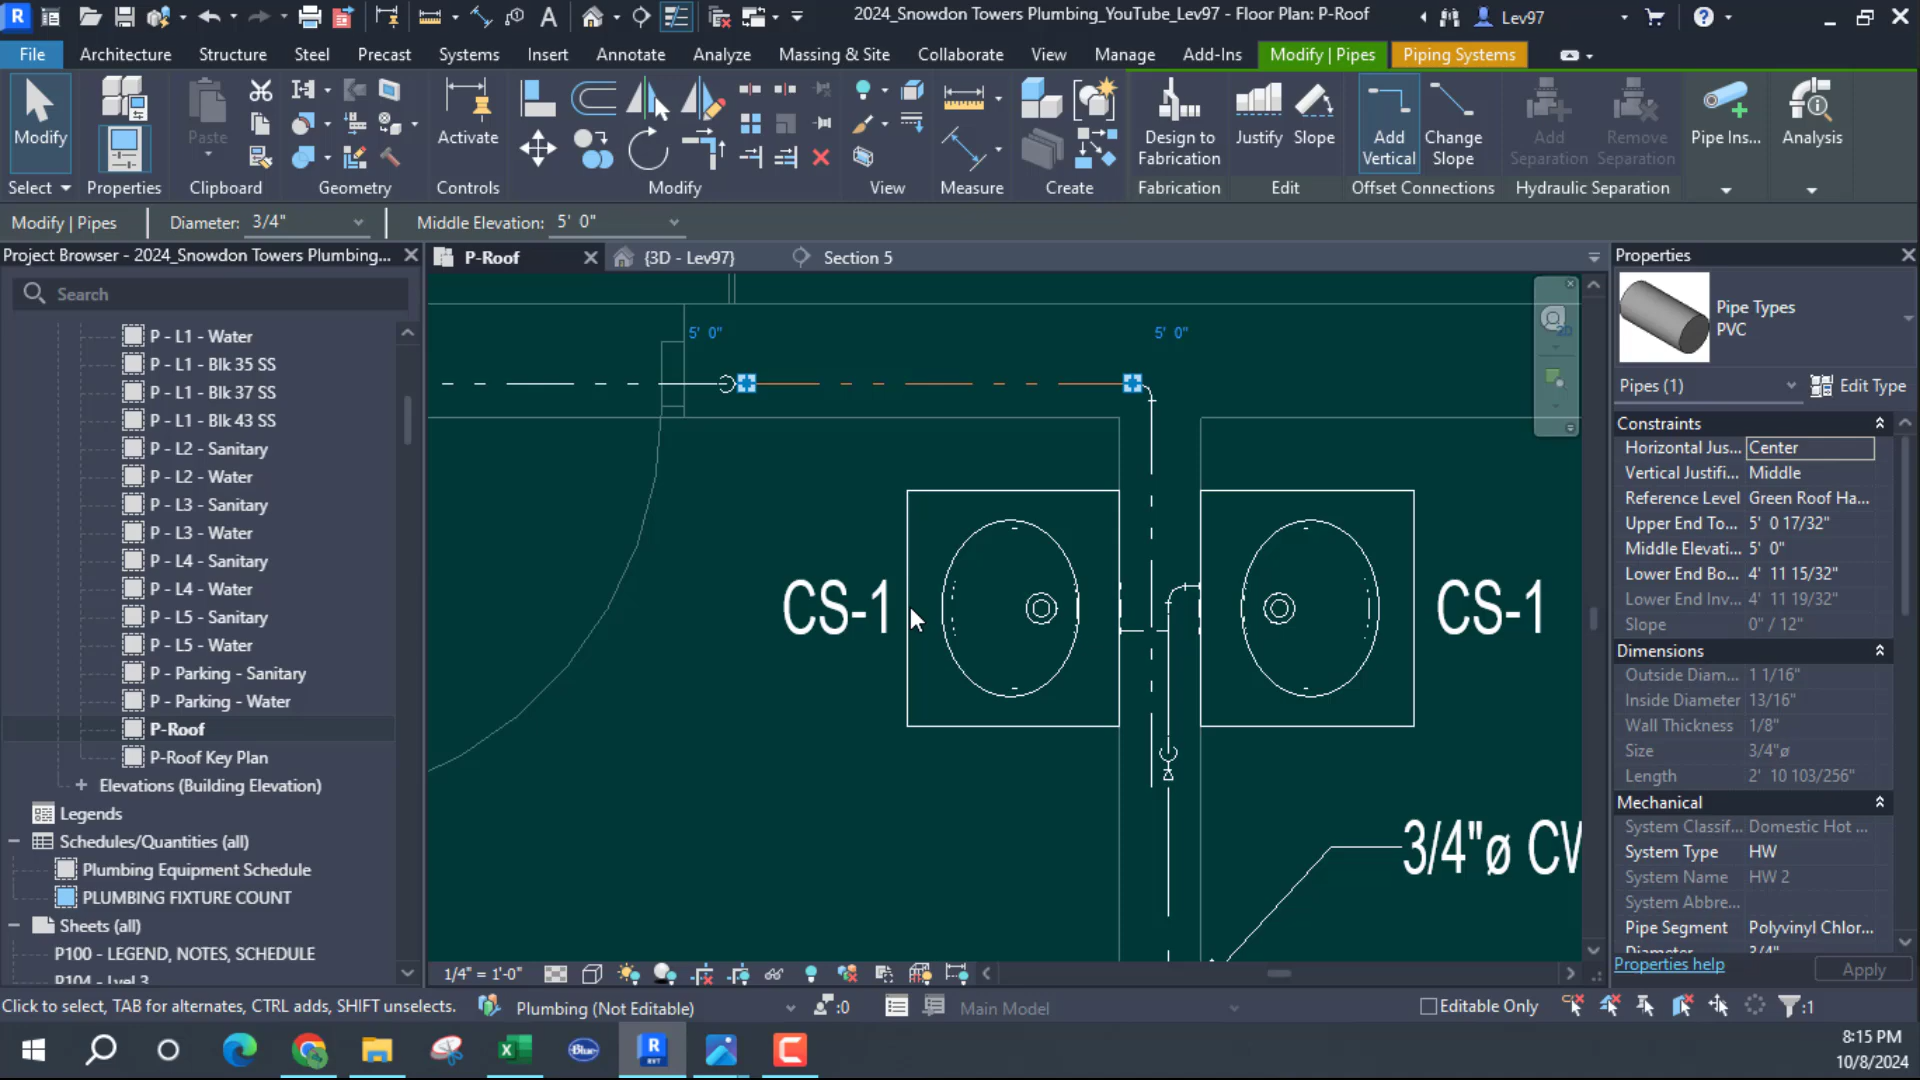 2024_Snowdon Towers Plumbing_YouTube_Lev97 - Floor Plan: P-Roof
Lev97
File
Architecture
Structure
Steel
Precast
Systems
Insert
Annotate
Analyze
Massing & Site
Collaborate
View
Manage
Add-Ins
Modify | Pipes
Piping Systems
Modify
Paste
Activate
Design to
Fabrication
Justify
Slope
Add
Vertical
Change
Slope
Add
Separation
Remove
Separation
Pipe Ins...
Analysis
Select
Properties
Clipboard
Geometry
Controls
Modify
View
Measure
Create
Fabrication
Edit
Offset Connections
Hydraulic Separation
Modify | Pipes
Diameter: 3/4"
Middle Elevation: 5' 0"
Project Browser - 2024_Snowdon Towers Plumbing...
Search
P - L1 - Water
P - L1 - Blk 35 SS
P - L1 - Blk 37 SS
P - L1 - Blk 43 SS
P - L2 - Sanitary
P - L2 - Water
P - L3 - Sanitary
P - L3 - Water
P - L4 - Sanitary
P - L4 - Water
P - L5 - Sanitary
P - L5 - Water
P - Parking - Sanitary
P - Parking - Water
P-Roof
P-Roof Key Plan
Elevations (Building Elevation)
Legends
Schedules/Quantities (all)
Plumbing Equipment Schedule
PLUMBING FIXTURE COUNT
Sheets (all)
P100 - LEGEND, NOTES, SCHEDULE
P104 - Lvel 3
P-Roof
{3D - Lev97}
Section 5
5' 0"
5' 0"
CS-1
CS-1
3/4"ø CW
Properties
Pipe Types
PVC
Pipes (1)
Edit Type
Constraints
Horizontal Jus... Center
Vertical Justifi... Middle
Reference Level Green Roof Ha...
Upper End To... 5' 0 17/32"
Middle Elevati... 5' 0"
Lower End Bo... 4' 11 15/32"
Lower End Inv... 4' 11 19/32"
Slope 0" / 12"
Dimensions
Outside Diam... 1 1/16"
Inside Diameter 13/16"
Wall Thickness 1/8"
Size 3/4"ø
Length 2' 10 103/256"
Mechanical
System Classif... Domestic Hot ...
System Type HW
System Name HW 2
System Abbre...
Pipe Segment Polyvinyl Chlor...
Diameter 3/4"
Properties help
Apply
1/4" = 1'-0"
Click to select, TAB for alternates, CTRL adds, SHIFT unselects.
Plumbing (Not Editable)
:0
Main Model
Editable Only
:1
Blue
8:15 PM
10/8/2024